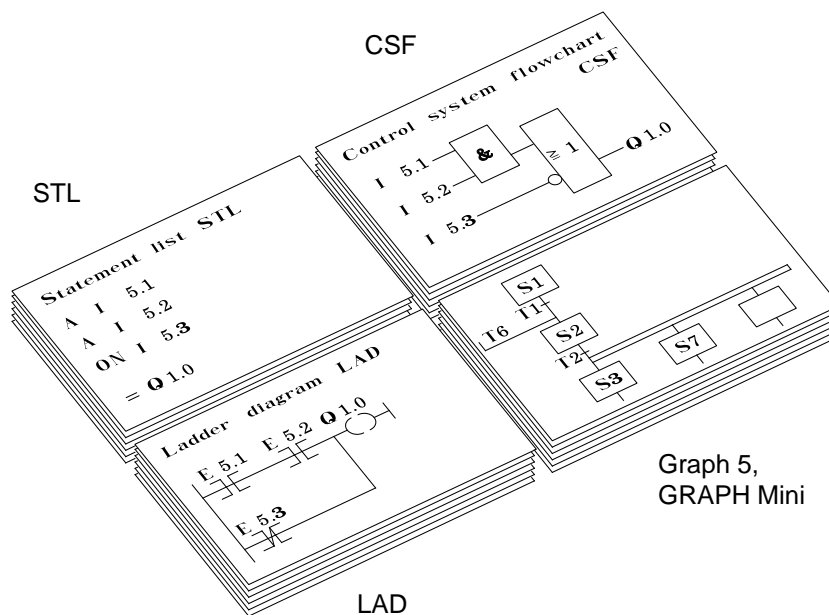 CSF
Control system flowchart
CSF
I 5.1
&
≥ 1
Q 1.0
I 5.2
I 5.3
STL
Statement list STL
A I 5.1
A I 5.2
ON I 5.3
= Q 1.0
S1
T1
T6
S2
T2
S7
S3
Ladder diagram LAD
E 5.1
E 5.2
Q 1.0
E 5.3
Graph 5,
GRAPH Mini
LAD